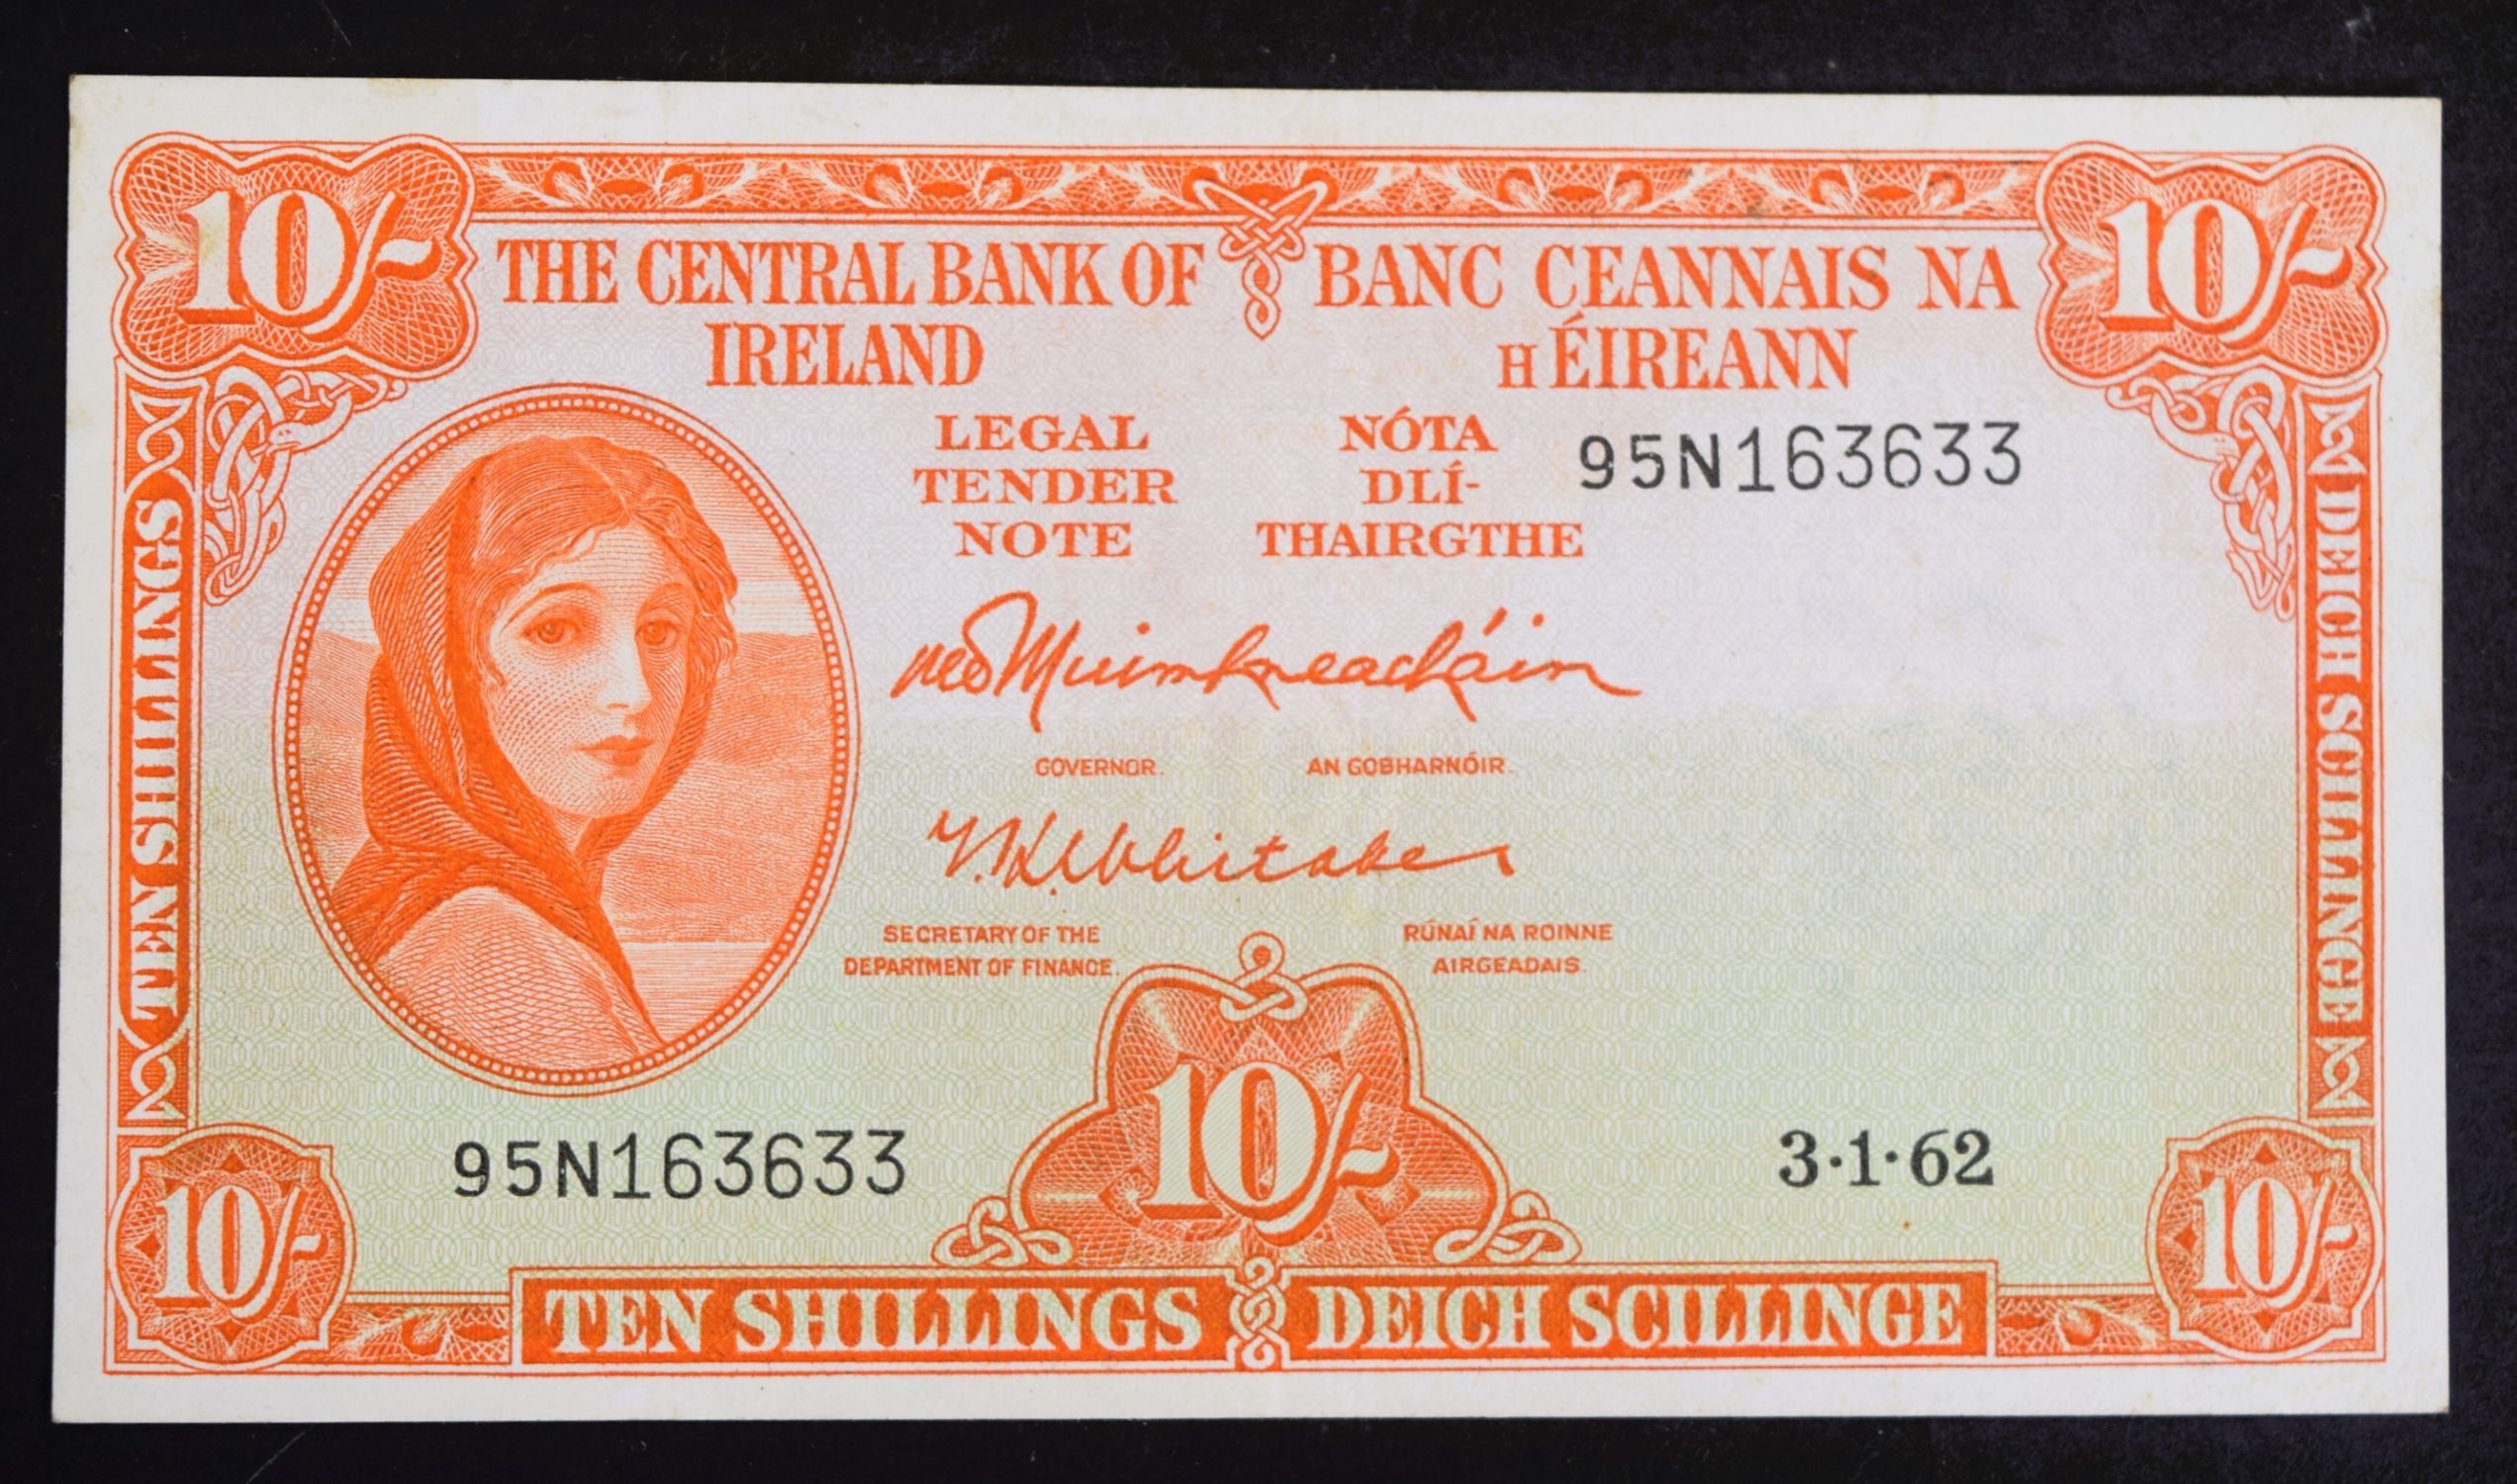 10/-
10/-
THE CENTRAL BANK OF
IRELAND
BANC CEANNAIS NA
H ÉIREANN
LEGAL
TENDER
NOTE
NÓTA
DLÍ-
THAIRGTHE
95N163633
TEN SHILLINGS
DEICH SCILLINGE
GOVERNOR.
AN GOBHARNÓIR.
T.K. Whitaker
SECRETARY OF THE
DEPARTMENT OF FINANCE.
RÚNAÍ NA ROINNE
AIRGEADAIS.
95N163633
10/-
3·1·62
10/-
10/-
TEN SHILLINGS
DEICH SCILLINGE